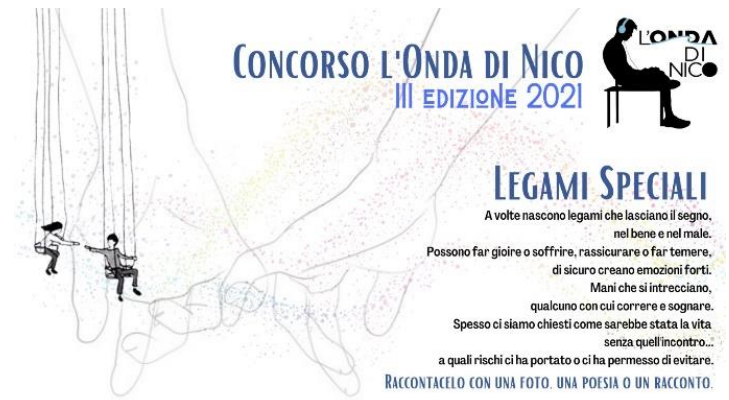 CONCORSO L'ONDA DI NICO
III EDIZIONE 2021
L'ONDA
DI
NICO
LEGAMI SPECIALI
A volte nascono legami che lasciano il segno,
nel bene e nel male.
Possono far gioire o soffrire, rassicurare o far temere,
di sicuro creano emozioni forti.
Mani che si intrecciano,
qualcuno con cui correre e sognare.
Spesso ci siamo chiesti come sarebbe stata la vita
senza quell'incontro...
a quali rischi ci ha portato o ci ha permesso di evitare.
RACCONTACELO CON UNA FOTO, UNA POESIA O UN RACCONTO.